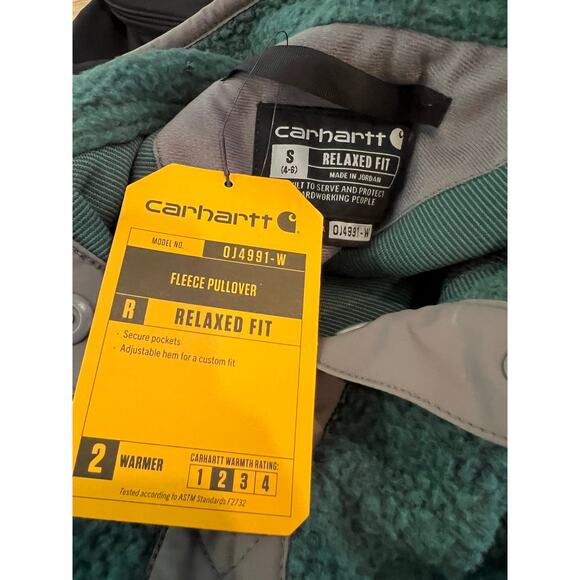 carhartt
S
(4-6)
RELAXED FIT
MADE IN JORDAN
TO SERVE AND PROTECT
HARDWORKING PEOPLE
OJ4991-W
carhartt
MODEL NO.
OJ4991-W
FLEECE PULLOVER
R
RELAXED FIT
- Secure pockets
- Adjustable hem for a custom fit
2 WARMER
CARHARTT WARMTH RATING:
1 2 3 4
Tested according to ASTM Standards F2732